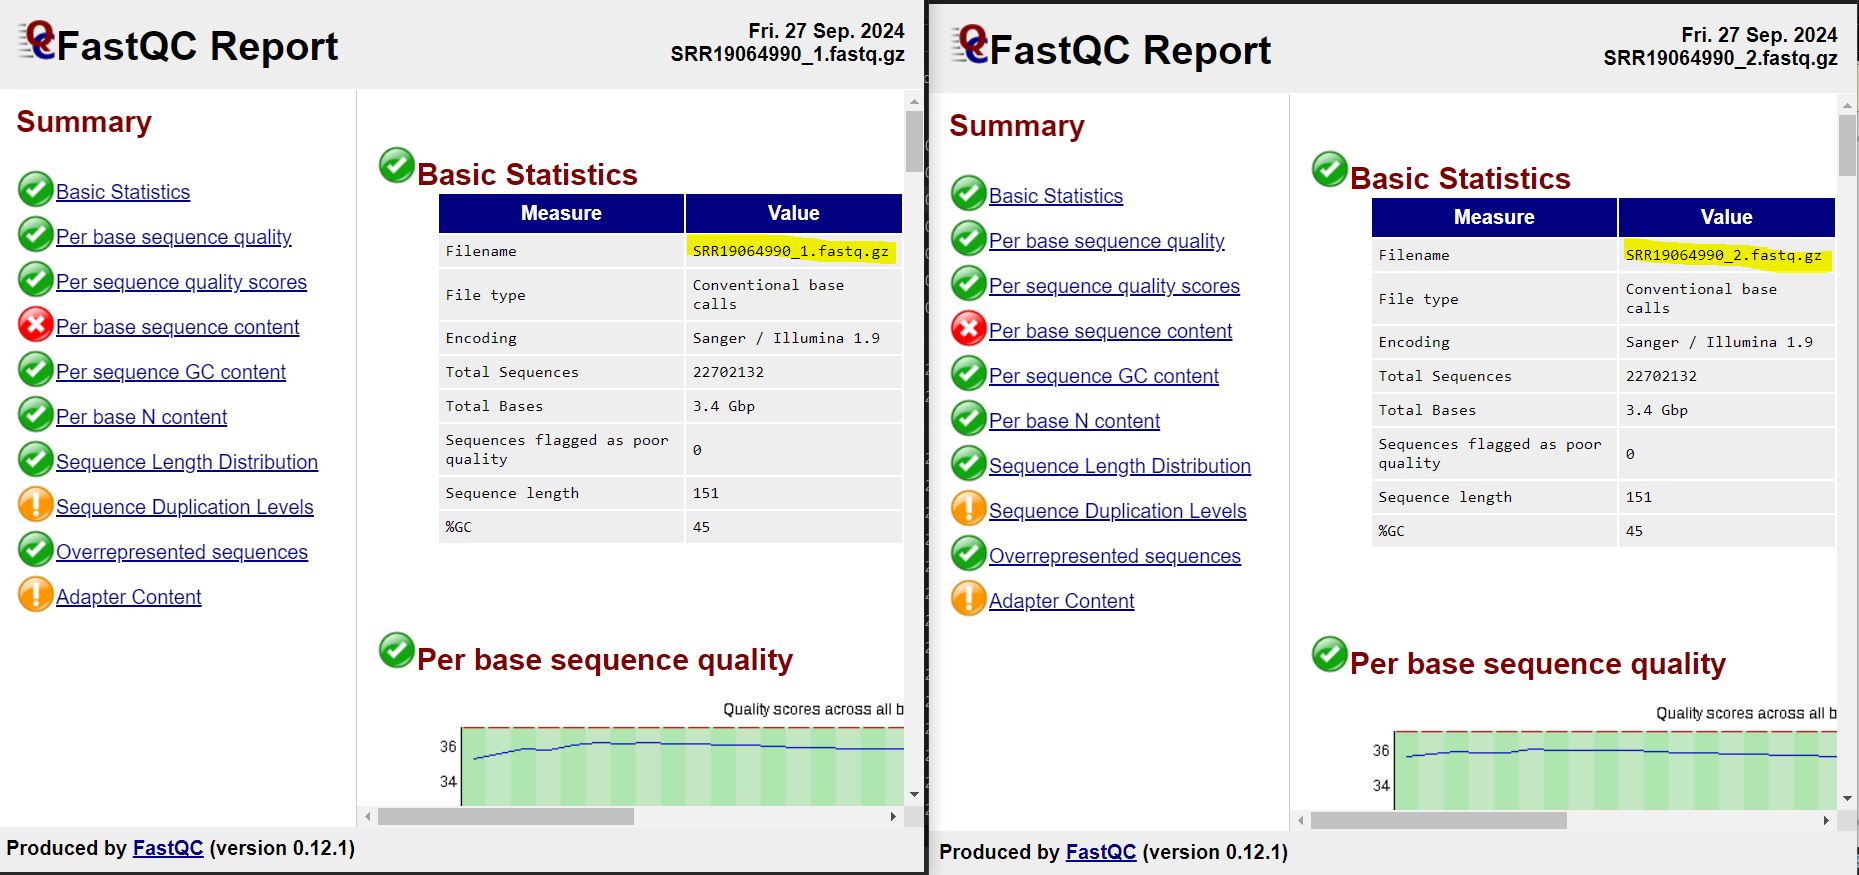 FastQC Report
Fri. 27 Sep. 2024
SRR19064990_1.fastq.gz
Summary
Basic Statistics
Per base sequence quality
Per sequence quality scores
Per base sequence content
Per sequence GC content
Per base N content
Sequence Length Distribution
Sequence Duplication Levels
Overrepresented sequences
Adapter Content
Basic Statistics
Measure Value
Filename SRR19064990_1.fastq.gz
File type Conventional base
calls
Encoding Sanger / Illumina 1.9
Total Sequences 22702132
Total Bases 3.4 Gbp
Sequences flagged as poor
quality 0
Sequence length 151
%GC 45
Per base sequence quality
Quality scores across all b
36
34
Produced by FastQC (version 0.12.1)
FastQC Report
Fri. 27 Sep. 2024
SRR19064990_2.fastq.gz
Summary
Basic Statistics
Per base sequence quality
Per sequence quality scores
Per base sequence content
Per sequence GC content
Per base N content
Sequence Length Distribution
Sequence Duplication Levels
Overrepresented sequences
Adapter Content
Basic Statistics
Measure Value
Filename SRR19064990_2.fastq.gz
File type Conventional base
calls
Encoding Sanger / Illumina 1.9
Total Sequences 22702132
Total Bases 3.4 Gbp
Sequences flagged as poor
quality 0
Sequence length 151
%GC 45
Per base sequence quality
Quality scores across all b
36
34
Produced by FastQC (version 0.12.1)